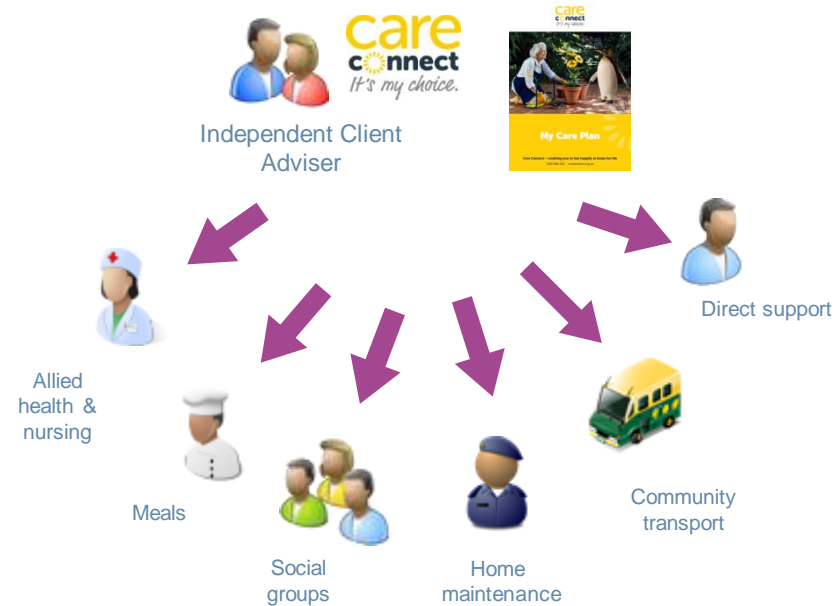 care
connect
It's my choice.
care
connect
It's my choice.
My Care Plan
Independent Client
Adviser
Direct support
Allied
health &
nursing
Meals
Social
groups
Home
maintenance
Community
transport